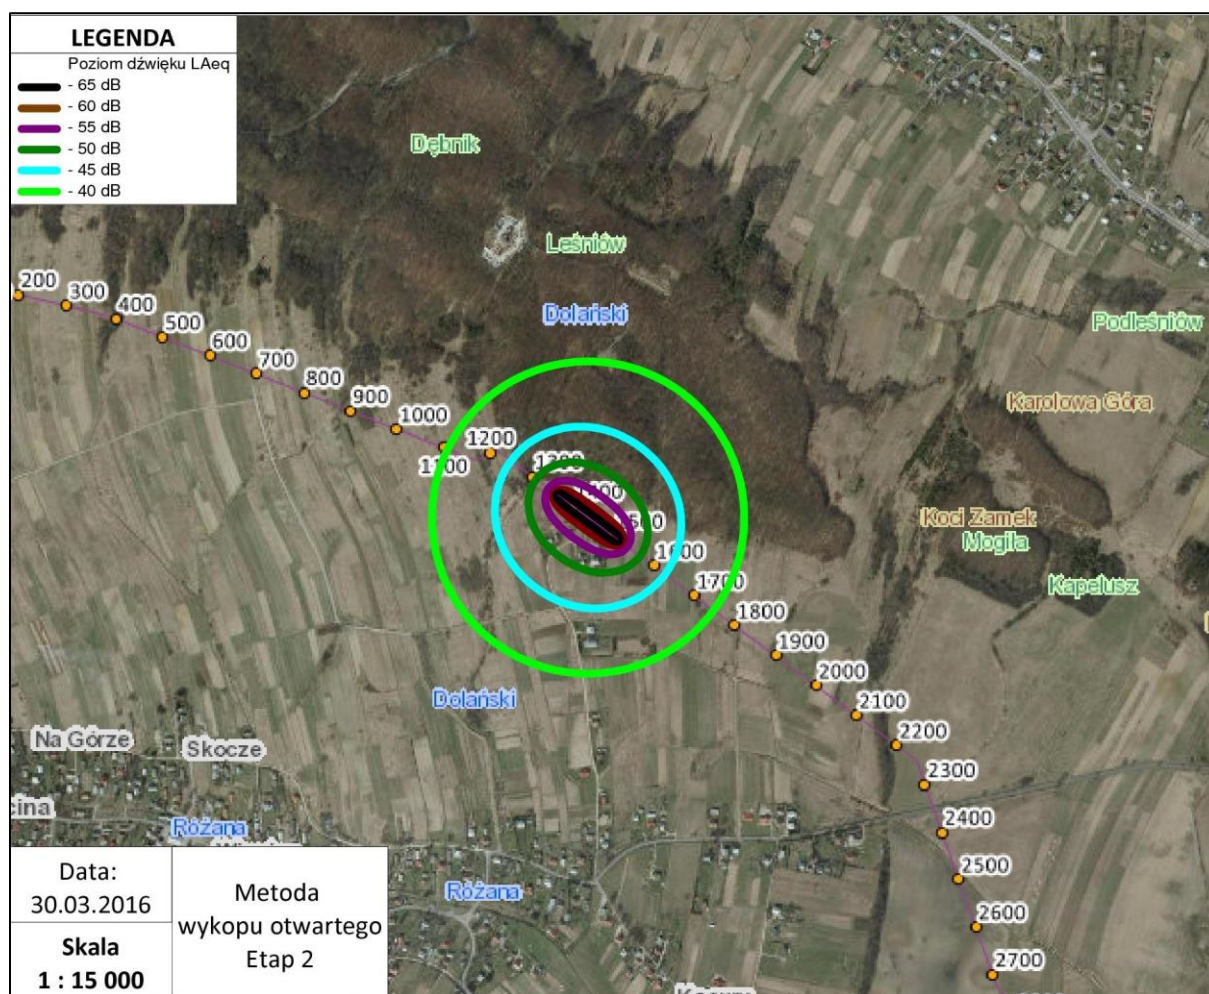 LEGENDA
Poziom dźwięku LAeq
- 65 dB
- 60 dB
- 55 dB
- 50 dB
- 45 dB
- 40 dB
Dębnik
Leśniów
Dolański
Podleśniów
Karolowa Góra
Koci Zamek
Mogiła
Kapelusz
200
300
400
500
600
700
800
900
1000
1100
1200
1300
1600
1700
1800
1900
2000
2100
2200
2300
2400
2500
2600
2700
Dolański
Na Górze
Skocze
Różana
Różana
Data:
30.03.2016
Skala
1 : 15 000
Metoda
wykopu otwartego
Etap 2